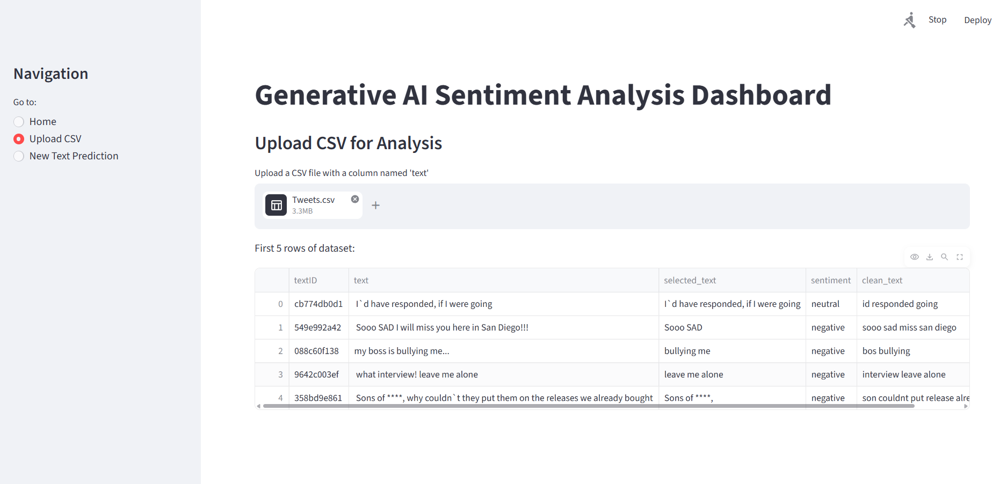 Stop Deploy
Navigation
Go to:
Home
Upload CSV
New Text Prediction
Generative AI Sentiment Analysis Dashboard
Upload CSV for Analysis
Upload a CSV file with a column named 'text'
Tweets.csv
3.3MB
First 5 rows of dataset:
textID text selected_text sentiment clean_text
0 cb774db0d1 I`d have responded, if I were going I`d have responded, if I were going neutral id responded going
1 549e992a42 Sooo SAD I will miss you here in San Diego!!! Sooo SAD negative sooo sad miss san diego
2 088c60f138 my boss is bullying me... bullying me negative bos bullying
3 9642c003ef what interview! leave me alone leave me alone negative interview leave alone
4 358bd9e861 Sons of ****, why couldn`t they put them on the releases we already bought Sons of ****, negative son couldnt put release alre